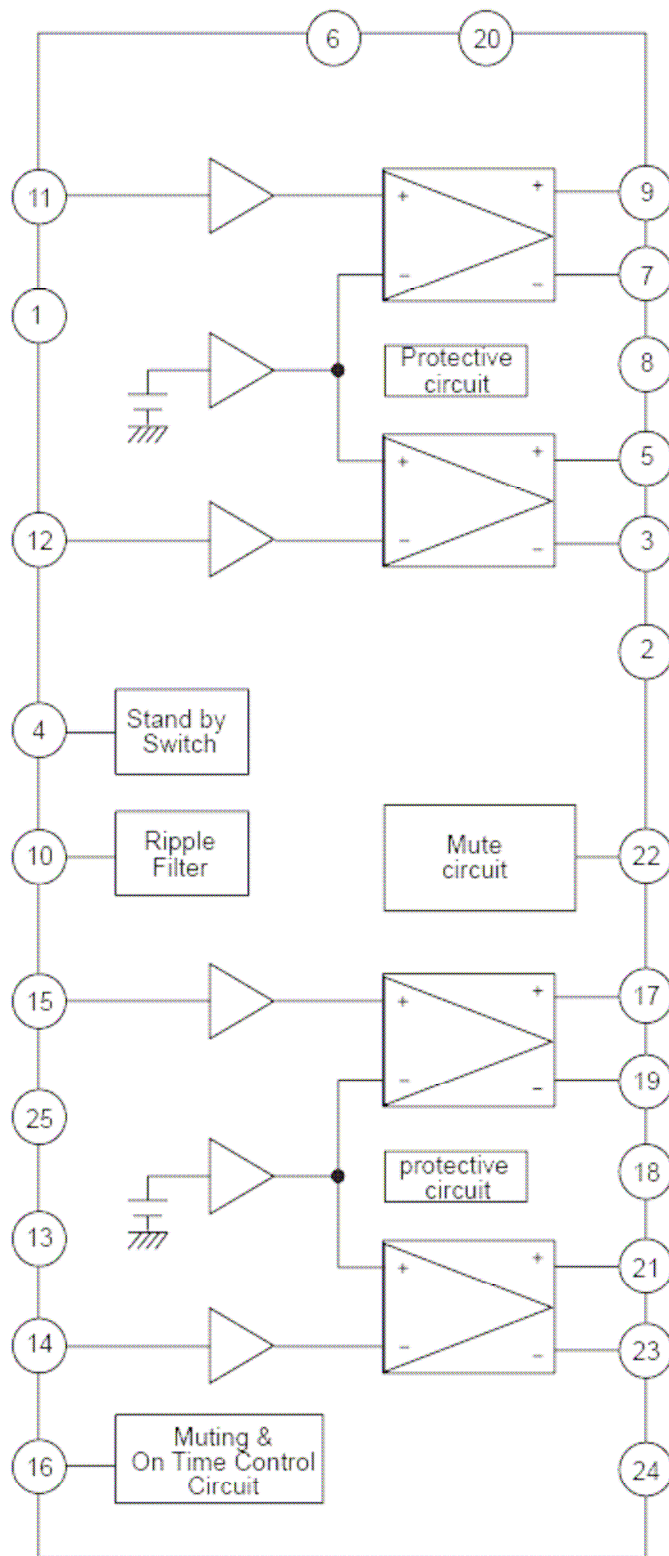 6 20
11 + + 9
− − 7
1
Protective
circuit
8
+ + 5
12 − − 3
2
4 Stand by
Switch
10 Ripple
Filter
Mute
circuit
22
15 + + 17
− − 19
25
protective
circuit
18
13
+ + 21
14 − − 23
16 Muting &
On Time Control
Circuit
24